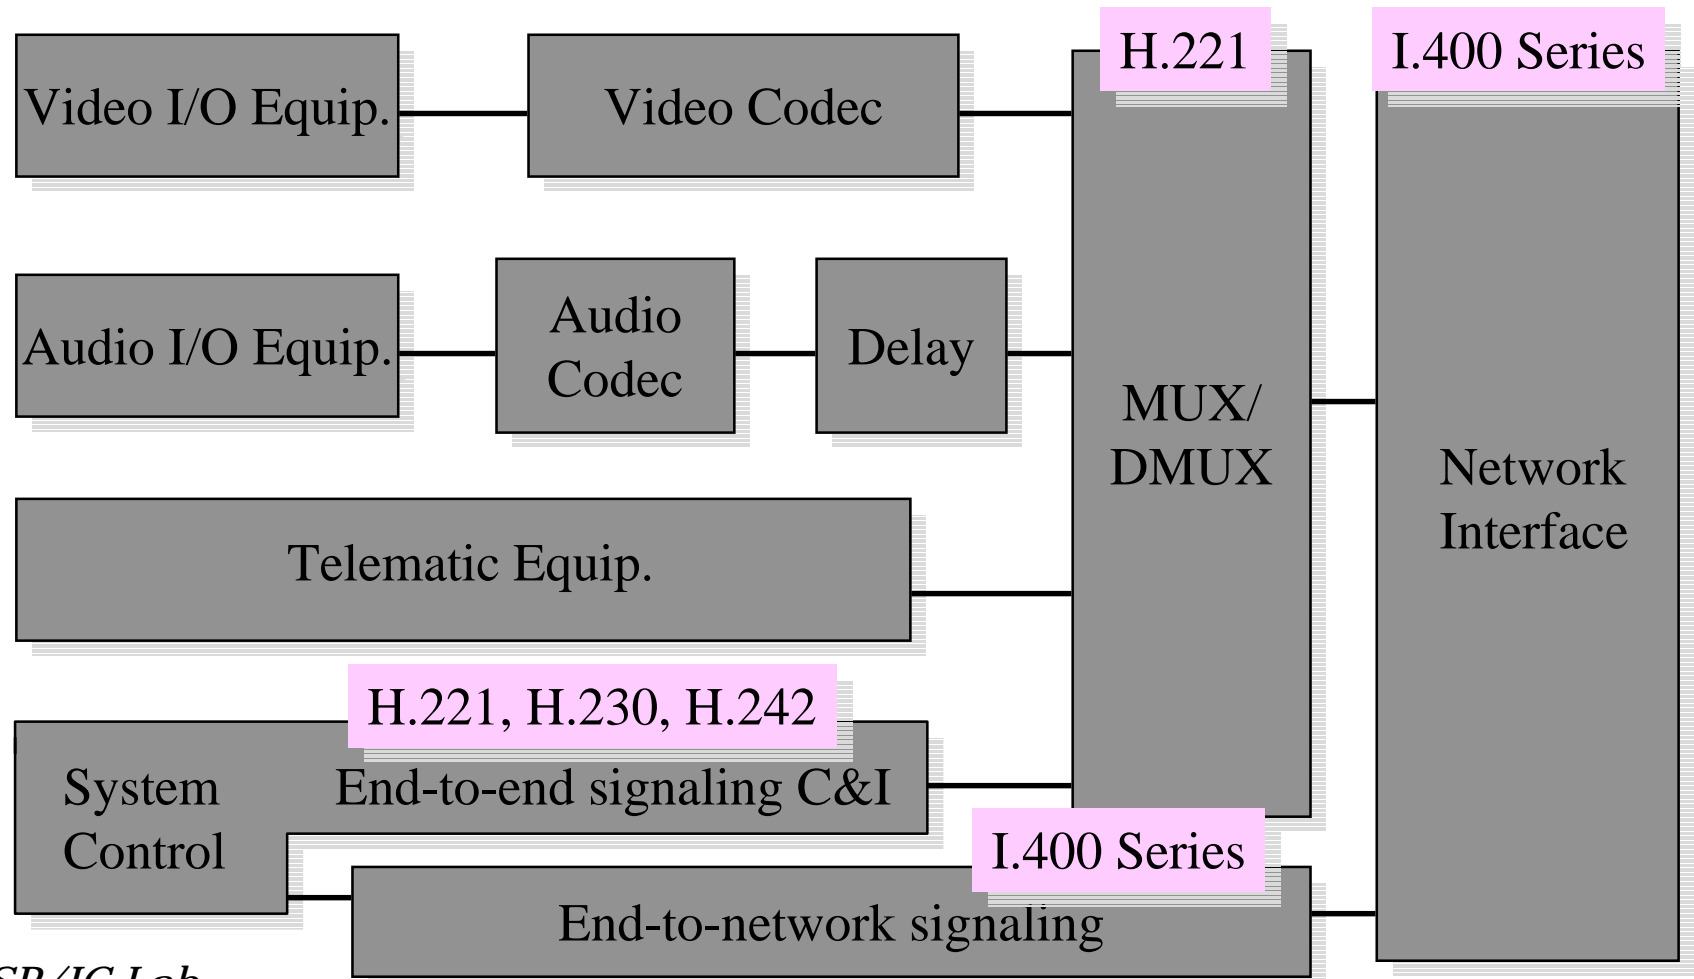 H.221
I.400 Series
Video I/O Equip.
Video Codec
Audio I/O Equip.
Audio
Codec
Delay
MUX/
DMUX
Network
Interface
Telematic Equip.
H.221, H.230, H.242
System
Control
End-to-end signaling C&I
I.400 Series
End-to-network signaling
Lab